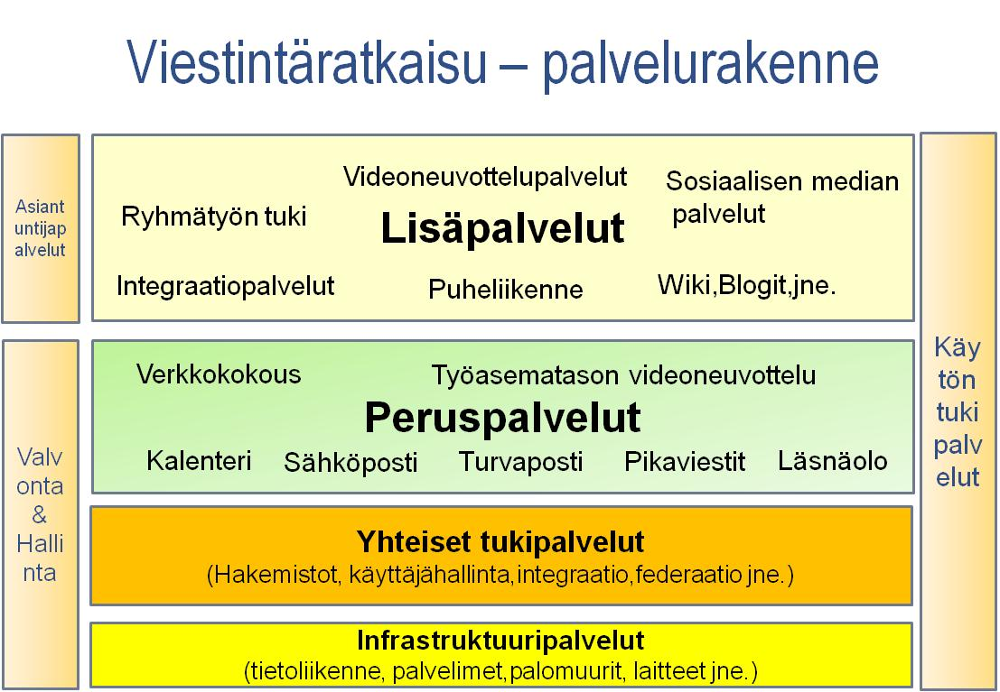 Viestintäratkaisu – palvelurakenne
Asiant
untijap
alvelut
Videoneuvottelupalvelut
Sosiaalisen median
palvelut
Ryhmätyön tuki
Lisäpalvelut
Integraatiopalvelut
Puheliikenne
Wiki,Blogit,jne.
Verkkokokous
Työasematason videoneuvottelu
Peruspalvelut
Kalenteri
Sähköposti
Turvaposti
Pikaviestit
Läsnäolo
Valv
onta
&
Halli
nta
Yhteiset tukipalvelut
(Hakemistot, käyttäjähallinta,integraatio,federaatio jne.)
Infrastruktuuripalvelut
(tietoliikenne, palvelimet,palomuurit, laitteet jne.)
Käy
tön
tuki
palv
elut